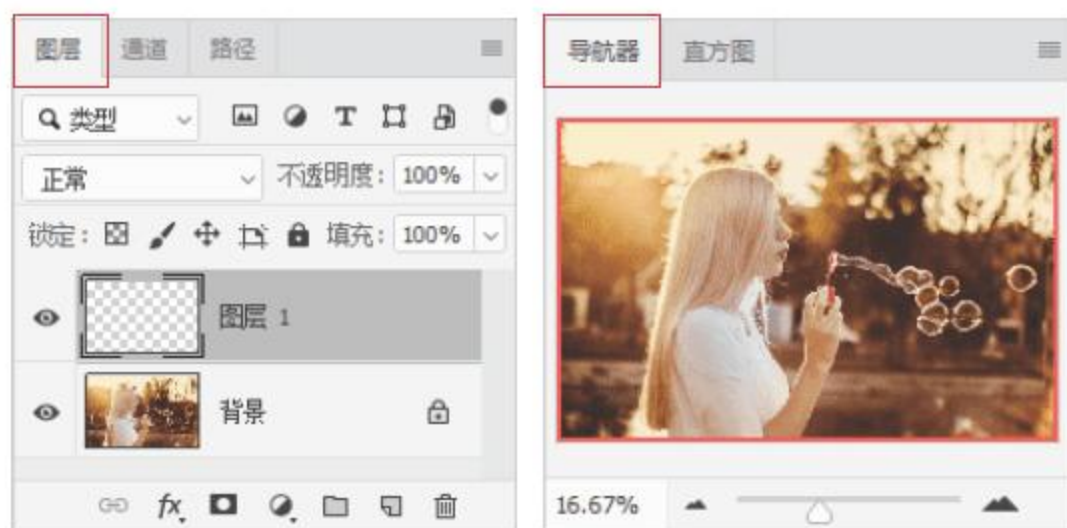 图层 通道 路径
类型
T
正常 不透明度: 100%
锁定: 填充: 100%
图层 1
背景
fx
导航器 直方图
16.67%